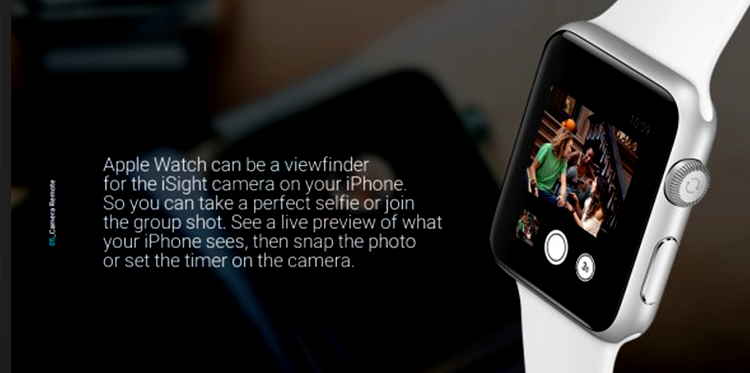 05_Camera Remote
Apple Watch can be a viewfinder
for the iSight camera on your iPhone.
So you can take a perfect selfie or join
the group shot. See a live preview of what
your iPhone sees, then snap the photo
or set the timer on the camera.
10:09
3s